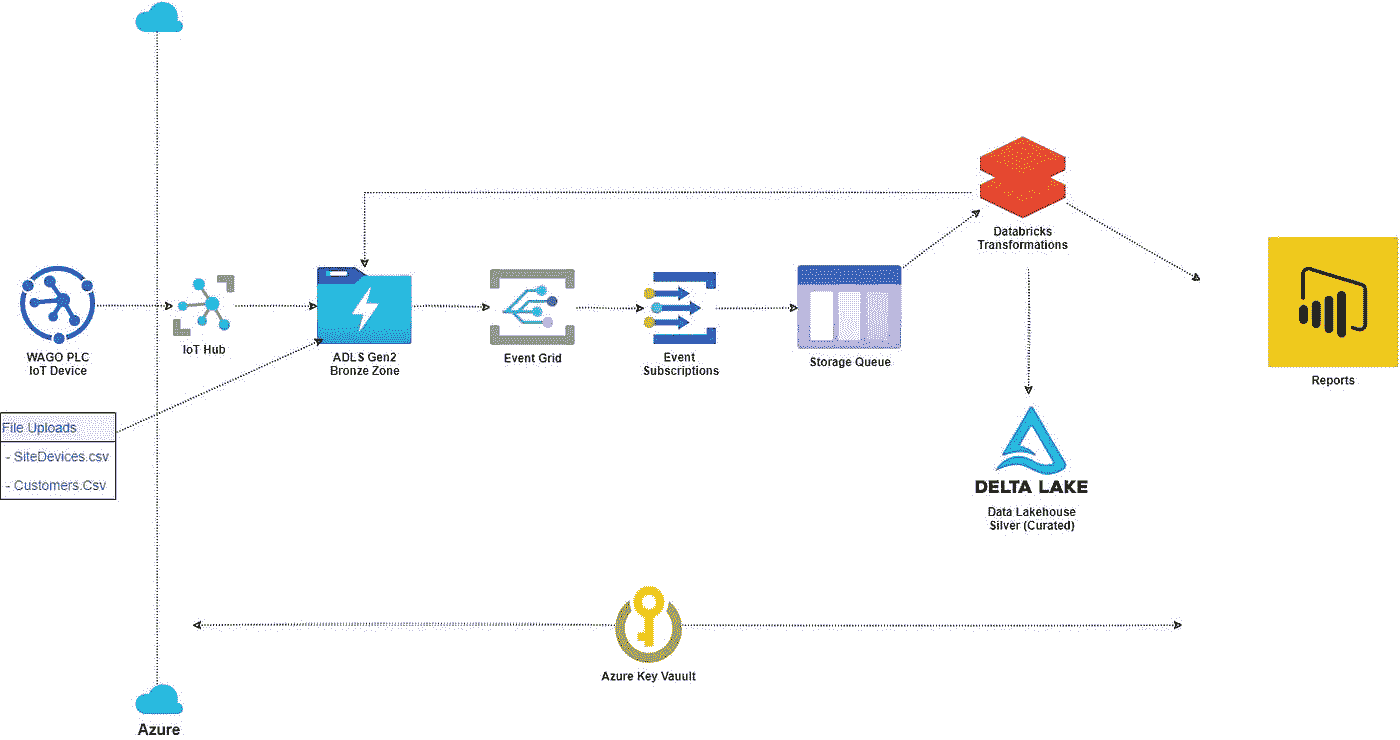 Databricks
Transformations
WAGO PLC
IoT Device
IoT Hub
ADLS Gen2
Bronze Zone
Event Grid
Event
Subscriptions
Storage Queue
Reports
File Uploads
- SiteDevices.csv
- Customers.Csv
DELTA LAKE
Data Lakehouse
Silver (Curated)
Azure Key Vauult
Azure